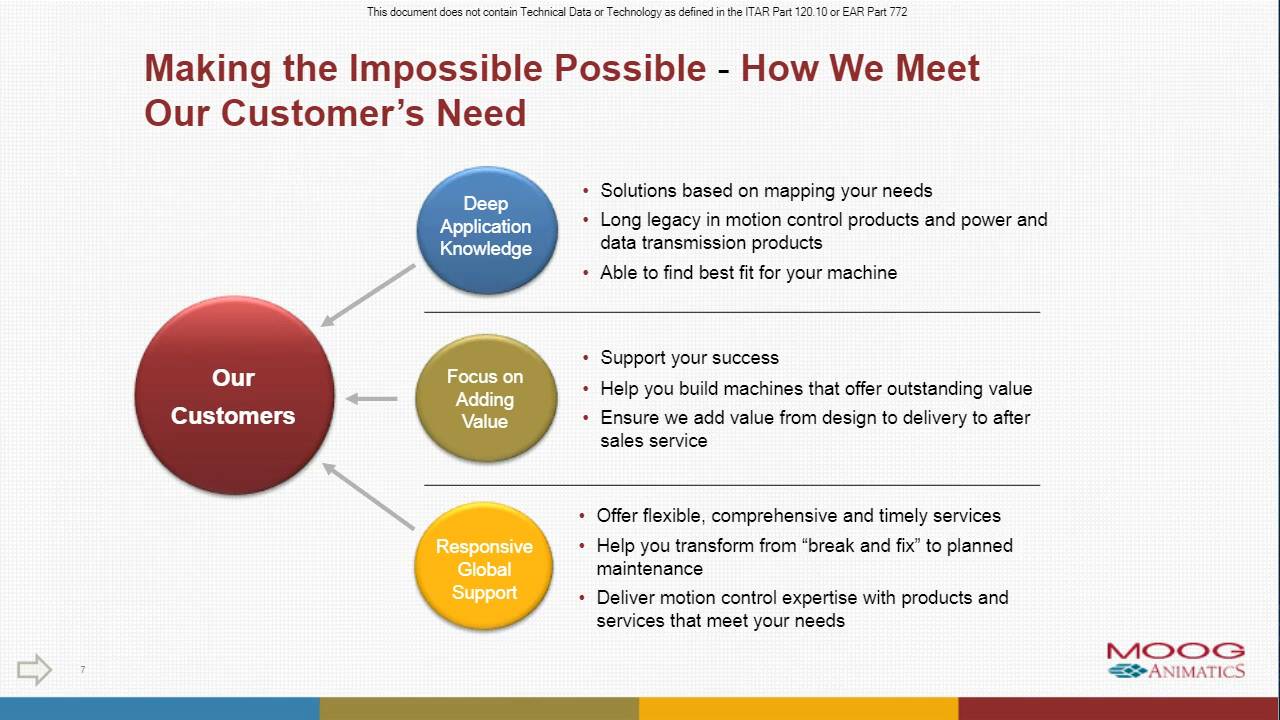 This document does not contain Technical Data or Technology as defined in the ITAR Part 120.10 or EAR Part 772
Making the Impossible Possible - How We Meet
Our Customer’s Need
Deep
Application
Knowledge
• Solutions based on mapping your needs
• Long legacy in motion control products and power and
data transmission products
• Able to find best fit for your machine
Our
Customers
Focus on
Adding
Value
• Support your success
• Help you build machines that offer outstanding value
• Ensure we add value from design to delivery to after
sales service
Responsive
Global
Support
• Offer flexible, comprehensive and timely services
• Help you transform from “break and fix” to planned
maintenance
• Deliver motion control expertise with products and
services that meet your needs
7
MOOG
ANIMATICS